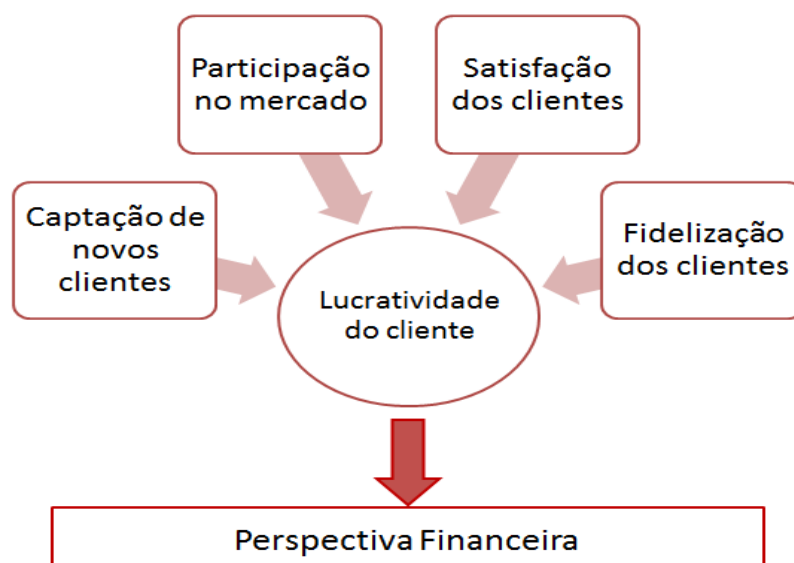 Participação
no mercado
Satisfação
dos clientes
Captação de
novos
clientes
Fidelização
dos clientes
Lucratividade
do cliente
Perspectiva Financeira